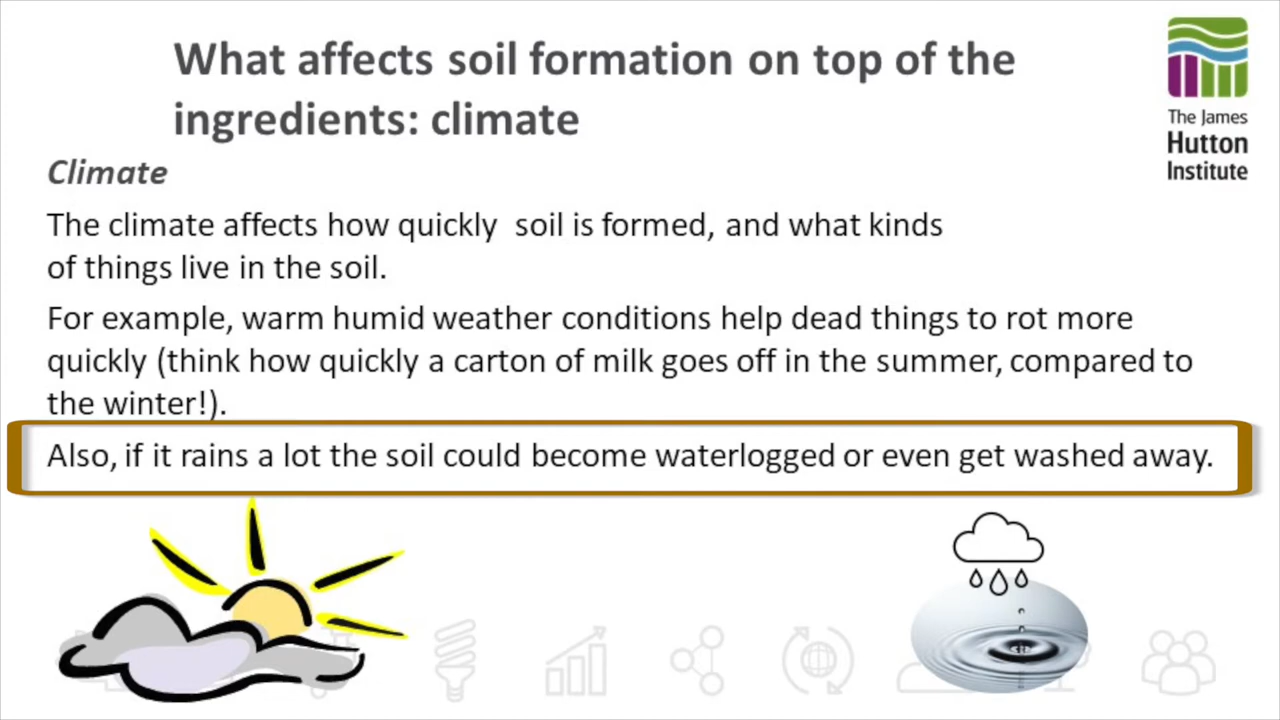 What affects soil formation on top of the
ingredients: climate
The James
Hutton
Institute
Climate
The climate affects how quickly  soil is formed, and what kinds
of things live in the soil.
For example, warm humid weather conditions help dead things to rot more
quickly (think how quickly a carton of milk goes off in the summer, compared to
the winter!).
Also, if it rains a lot the soil could become waterlogged or even get washed away.